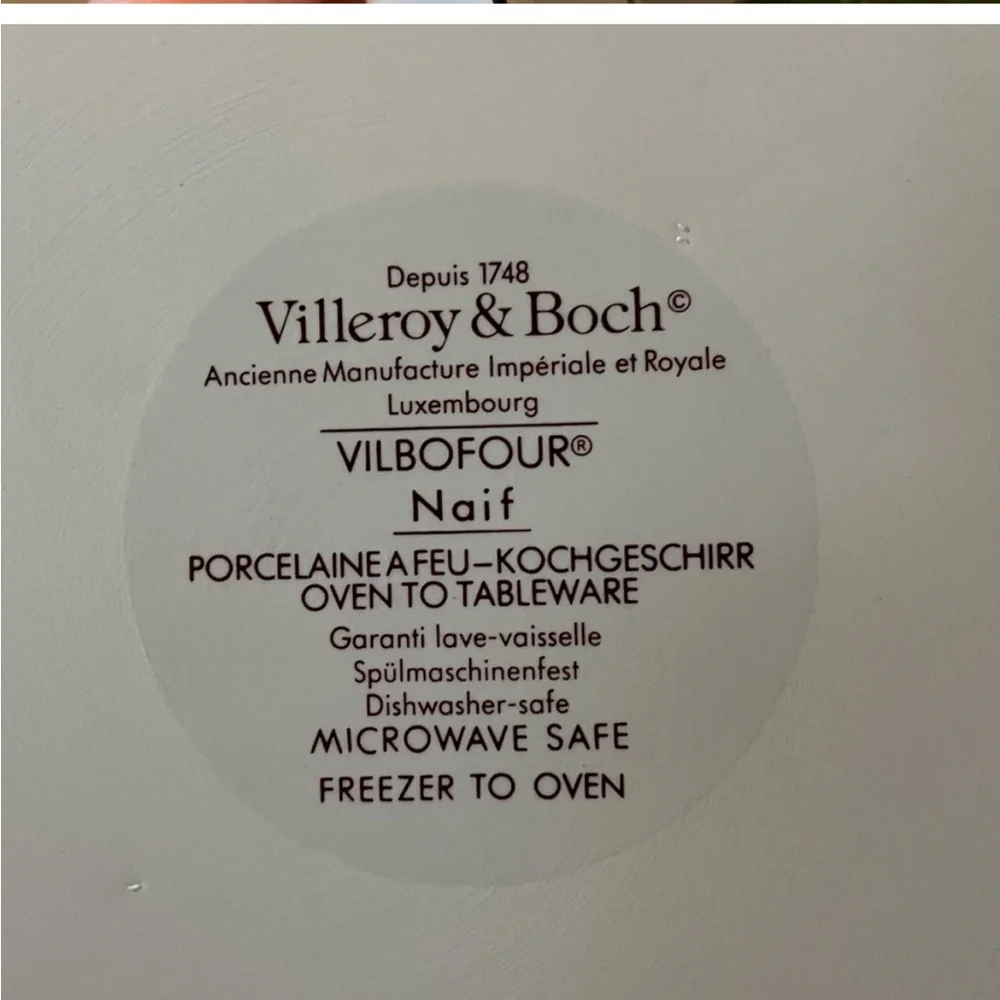 Depuis 1748
Villeroy & Boch©
Ancienne Manufacture Impériale et Royale
Luxembourg
VILBOFOUR®
Naif
PORCELAINE A FEU–KOCHGESCHIRR
OVEN TO TABLEWARE
Garanti lave-vaisselle
Spülmaschinenfest
Dishwasher-safe
MICROWAVE SAFE
FREEZER TO OVEN